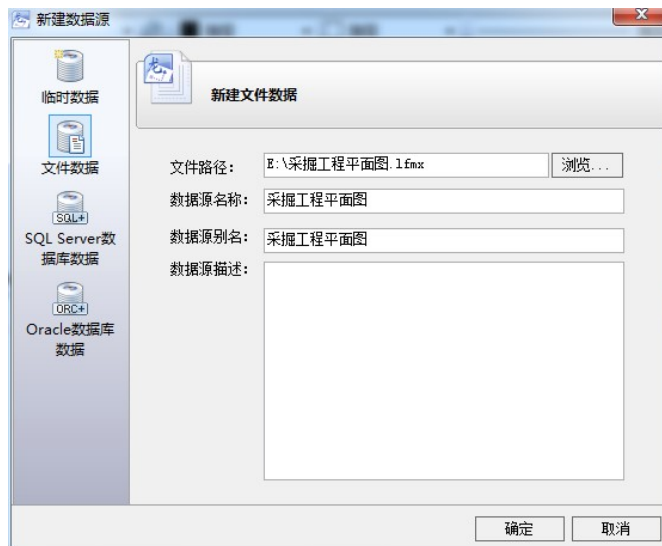 新建数据源
临时数据
文件数据
SQL+
SQL Server数
据库数据
ORC+
Oracle数据库
数据
新建文件数据
文件路径： E:\采掘工程平面图.lfmx 浏览...
数据源名称： 采掘工程平面图
数据源别名： 采掘工程平面图
数据源描述：
确定 取消